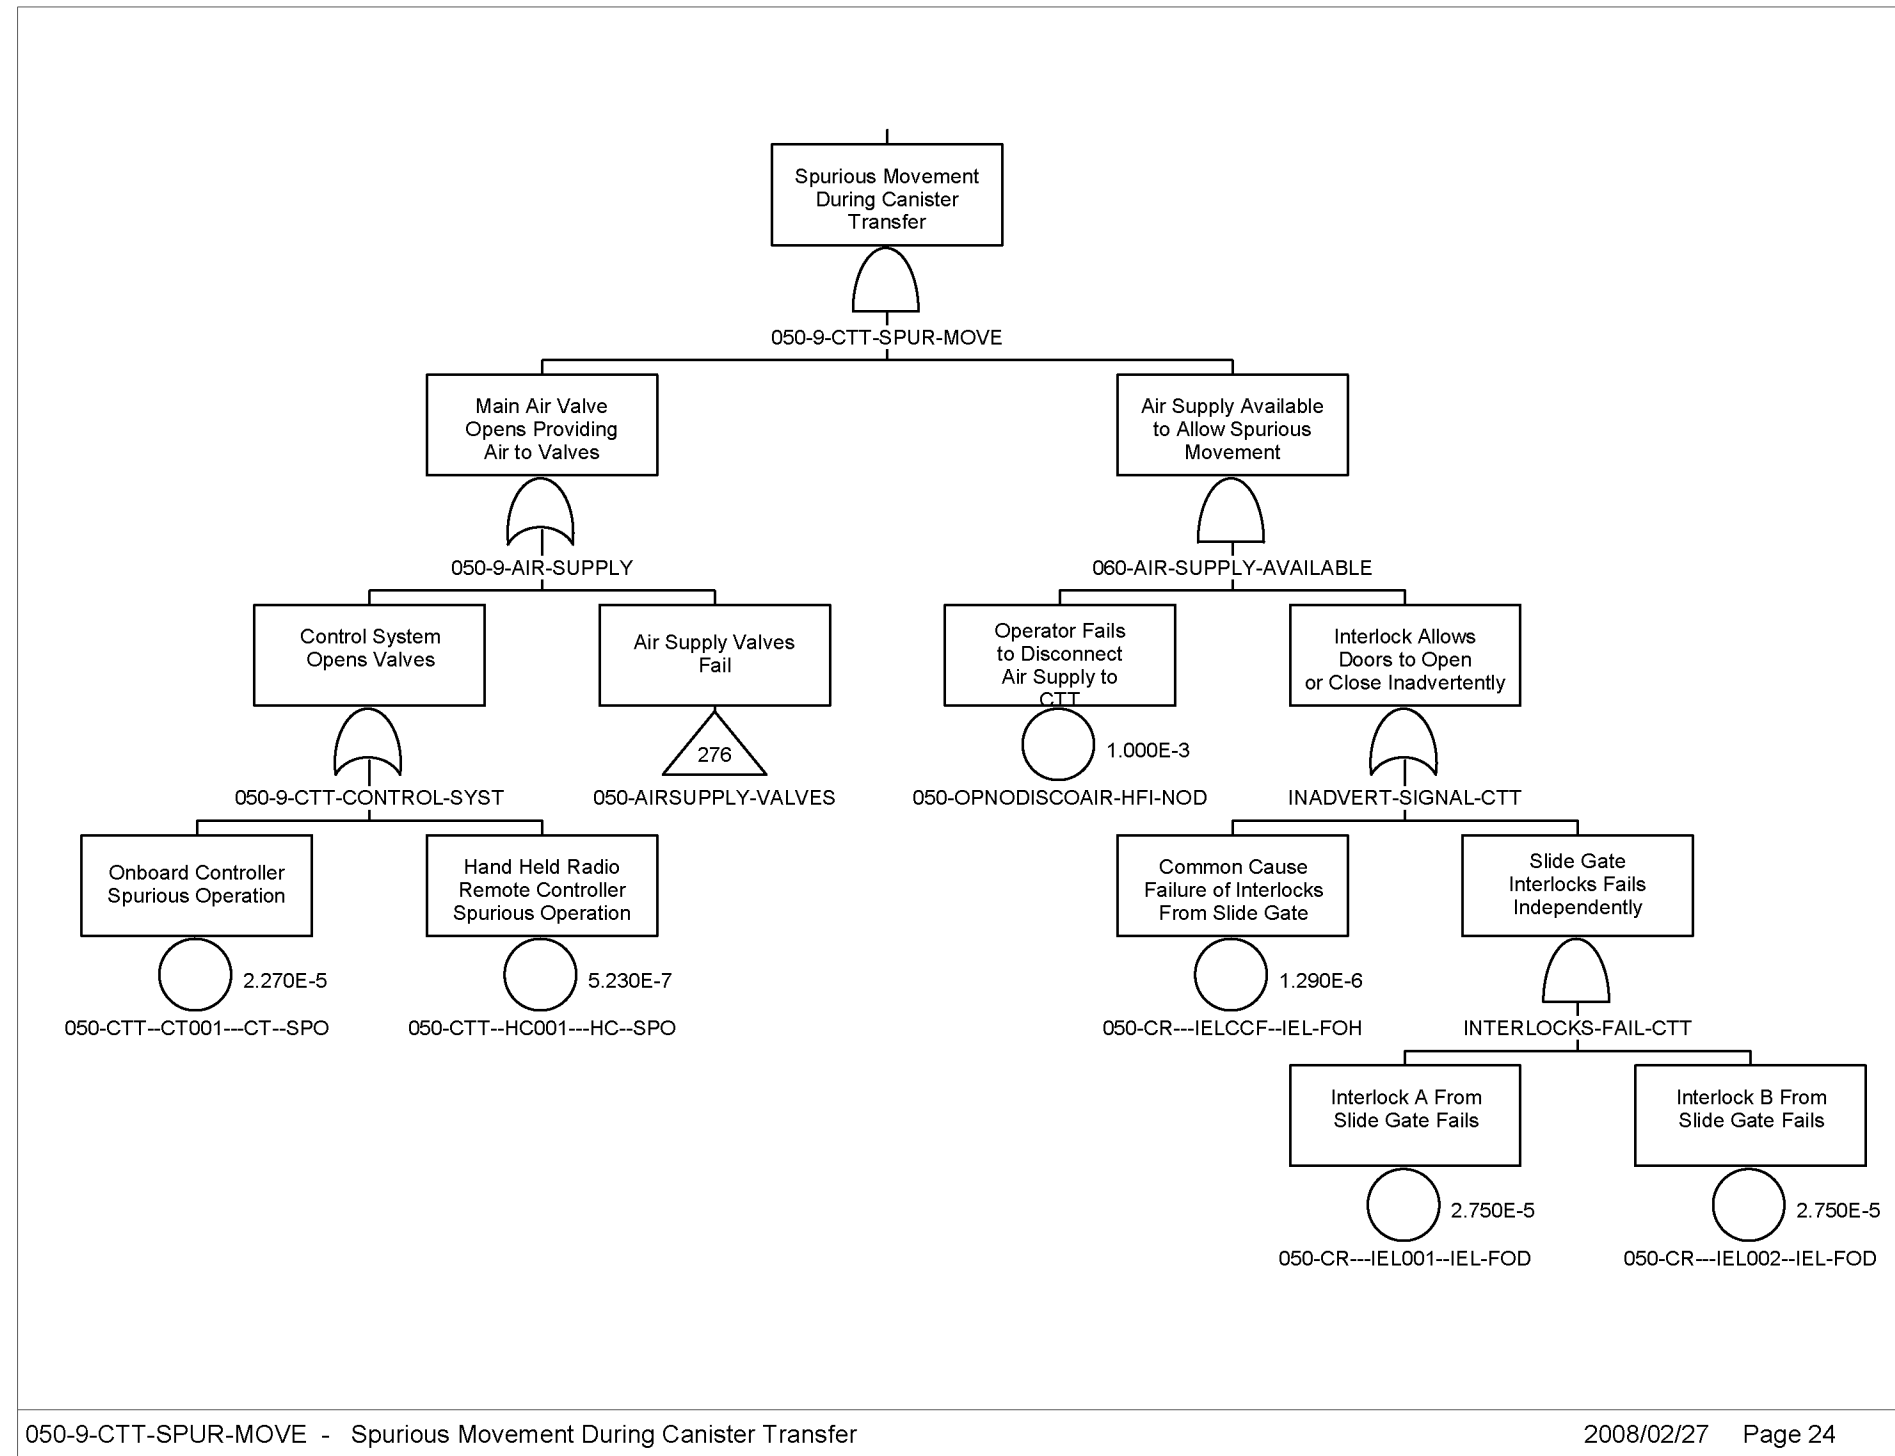 Spurious Movement
During Canister
Transfer
050-9-CTT-SPUR-MOVE
Main Air Valve
Opens Providing
Air to Valves
050-9-AIR-SUPPLY
Air Supply Available
to Allow Spurious
Movement
060-AIR-SUPPLY-AVAILABLE
Control System
Opens Valves
050-9-CTT-CONTROL-SYST
Air Supply Valves
Fail
276
050-AIRSUPPLY-VALVES
Operator Fails
to Disconnect
Air Supply to
CTT
1.000E-3
050-OPNODISCOAIR-HFI-NOD
Interlock Allows
Doors to Open
or Close Inadvertently
INADVERT-SIGNAL-CTT
Onboard Controller
Spurious Operation
2.270E-5
050-CTT--CT001---CT--SPO
Hand Held Radio
Remote Controller
Spurious Operation
5.230E-7
050-CTT--HC001---HC--SPO
Common Cause
Failure of Interlocks
From Slide Gate
1.290E-6
050-CR---IELCCF--IEL-FOH
Slide Gate
Interlocks Fails
Independently
INTERLOCKS-FAIL-CTT
Interlock A From
Slide Gate Fails
2.750E-5
050-CR---IEL001--IEL-FOD
Interlock B From
Slide Gate Fails
2.750E-5
050-CR---IEL002--IEL-FOD
050-9-CTT-SPUR-MOVE - Spurious Movement During Canister Transfer
2008/02/27 Page 24